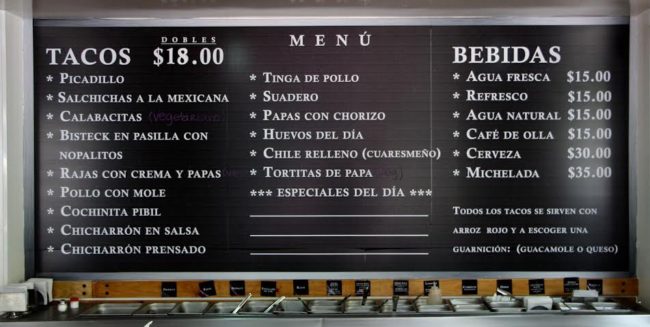 MENÚ
TACOS DOBLES $18.00
* PICADILLO
* SALCHICHAS A LA MEXICANA
* CALABACITAS (vegetariano)
* BISTECK EN PASILLA CON
NOPALITOS
* RAJAS CON CREMA Y PAPAS
* POLLO CON MOLE
* COCHINITA PIBIL
* CHICHARRÓN EN SALSA
* CHICHARRÓN PRENSADO
* TINGA DE POLLO
* SUADERO
* PAPAS CON CHORIZO
* HUEVOS DEL DÍA
* CHILE RELLENO (CUARESMEÑO)
* TORTITAS DE PAPA
*** ESPECIALES DEL DÍA ***
BEBIDAS
* AGUA FRESCA $15.00
* REFRESCO $15.00
* AGUA NATURAL $15.00
* CAFÉ DE OLLA $15.00
* CERVEZA $30.00
* MICHELADA $35.00
TODOS LOS TACOS SE SIRVEN CON
ARROZ ROJO Y A ESCOGER UNA
GUARNICIÓN: (GUACAMOLE O QUESO)